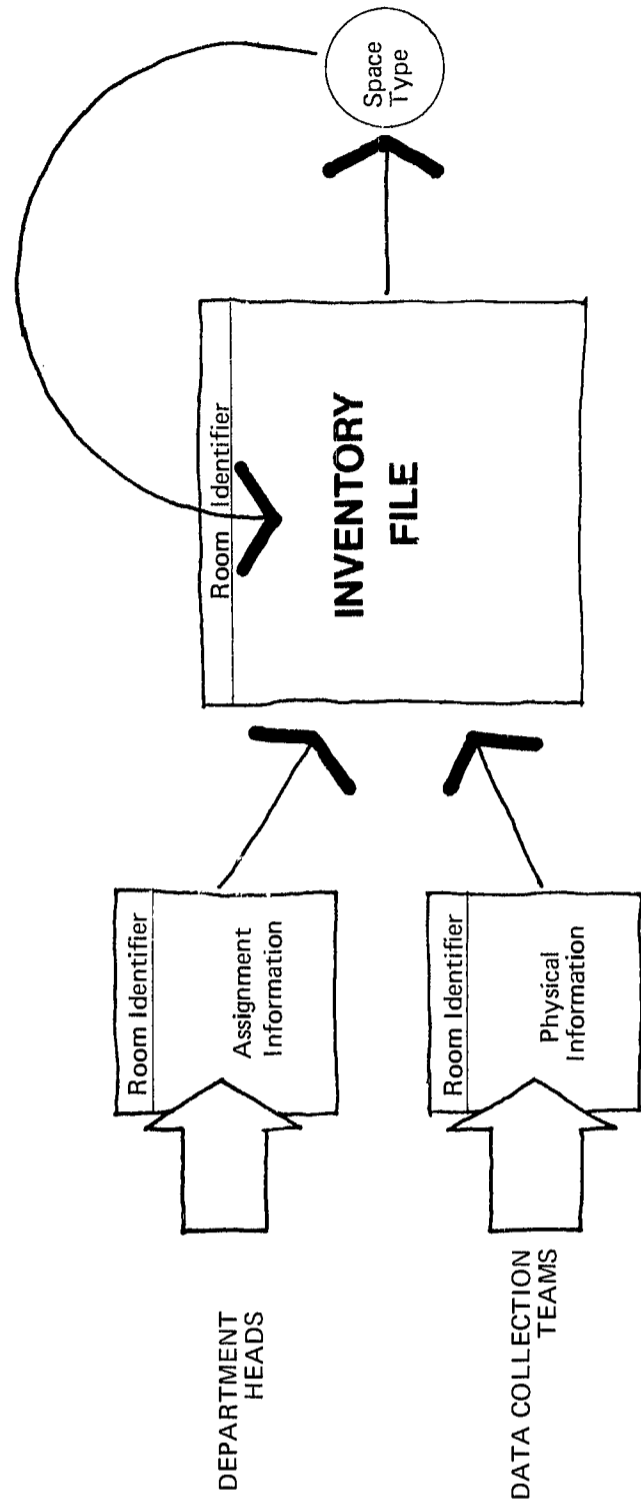 DEPARTMENT
HEADS
Room Identifier
Assignment
Information
DATA COLLECTION
TEAMS
Room Identifier
Physical
Information
Room Identifier
INVENTORY
FILE
Space
Type